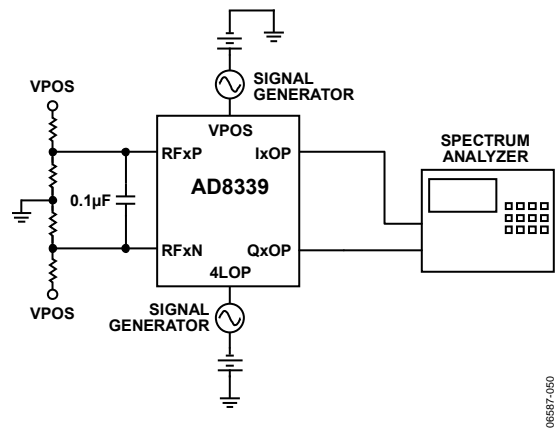 VPOS
SIGNAL
GENERATOR
VPOS
RFxP
IxOP
SPECTRUM
ANALYZER
AD8339
0.1µF
RFxN
QxOP
4LOP
VPOS
SIGNAL
GENERATOR
06587-050